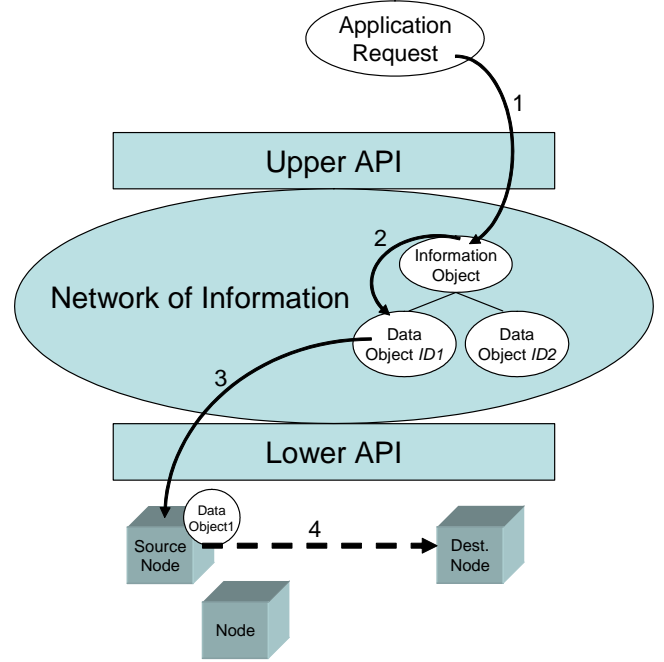 Application
Request
1
Upper API
2
Information
Object
Network of Information
Data
Object ID1
Data
Object ID2
3
Lower API
Data
Object1
4
Source
Node
Dest.
Node
Node